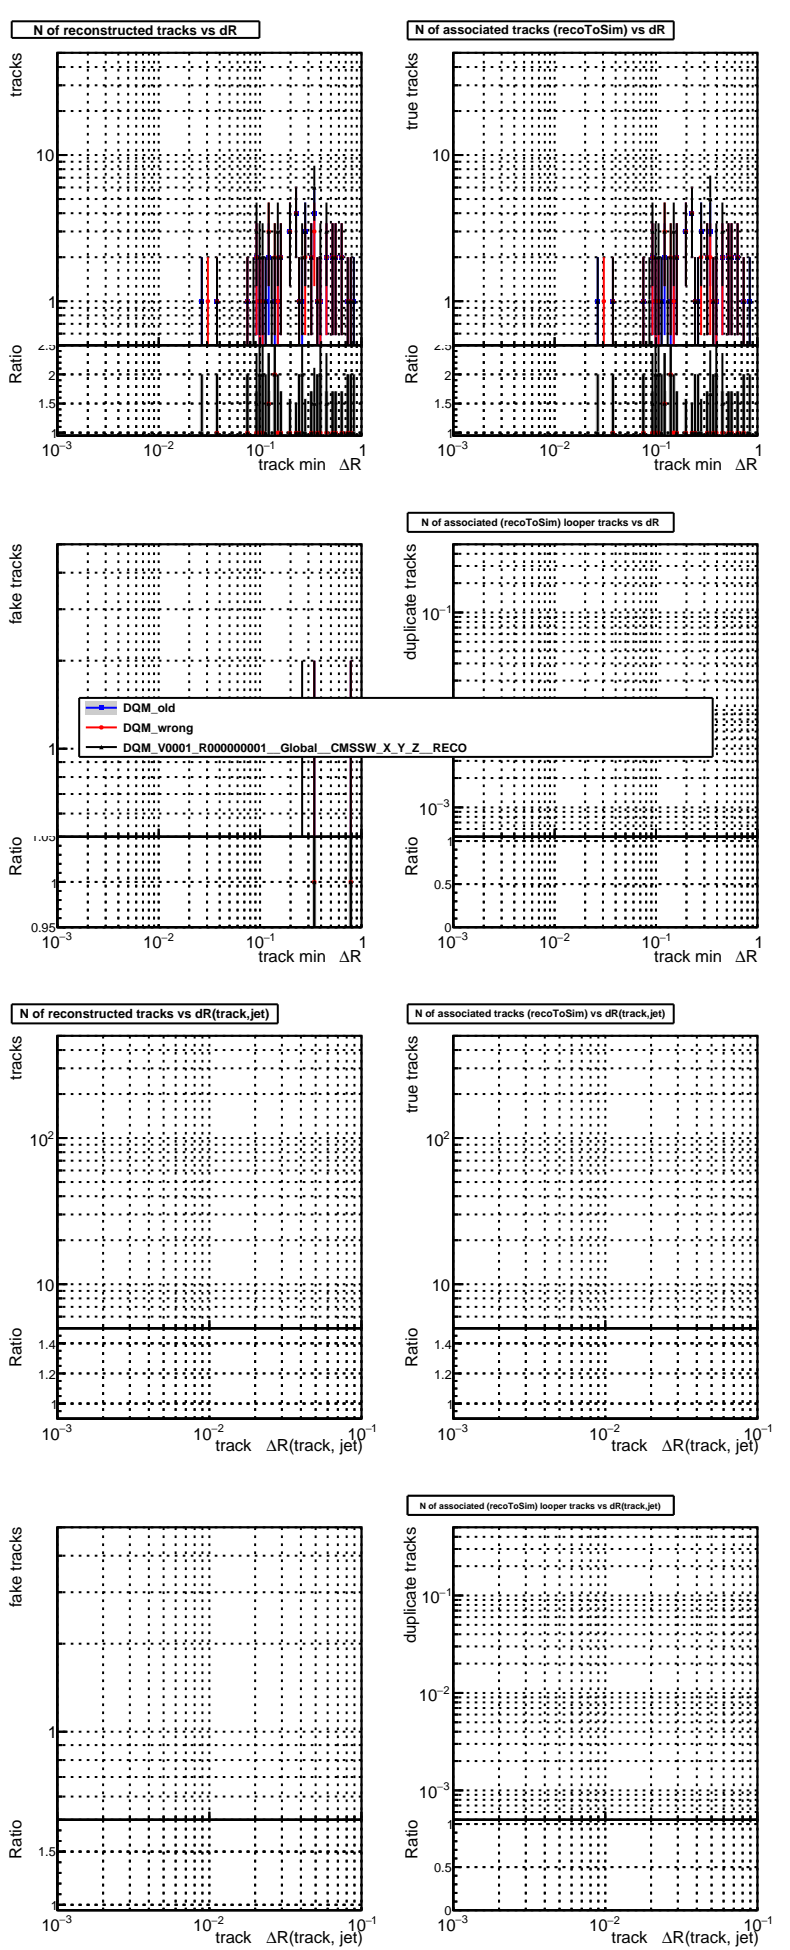 N of reconstructed tracks vs dR
tracks
10
1
Ratio
2.5
2
1.5
1
10−3
10−2
10−1
1
track min ΔR
N of associated tracks (recoToSim) vs dR
true tracks
10
1
Ratio
2.5
2
1.5
1
10−3
10−2
10−1
1
track min ΔR
fake tracks
1
Ratio
1.05
1
0.95
10−3
10−2
10−1
1
track min ΔR
N of associated (recoToSim) looper tracks vs dR
duplicate tracks
10−1
10−3
Ratio
1
0.5
0
10−3
10−2
10−1
1
track min ΔR
DQM_old
DQM_wrong
DQM_V0001_R000000001__Global__CMSSW_X_Y_Z__RECO
N of reconstructed tracks vs dR(track,jet)
tracks
102
10
Ratio
1.4
1.2
1
10−3
10−2
10−1
track ΔR(track, jet)
N of associated tracks (recoToSim) vs dR(track,jet)
true tracks
102
10
Ratio
1.4
1.2
1
10−3
10−2
10−1
track ΔR(track, jet)
fake tracks
1
Ratio
1.5
1
10−3
10−2
10−1
track ΔR(track, jet)
N of associated (recoToSim) looper tracks vs dR(track,jet)
duplicate tracks
10−1
10−2
10−3
Ratio
1
0.5
0
10−3
10−2
10−1
track ΔR(track, jet)